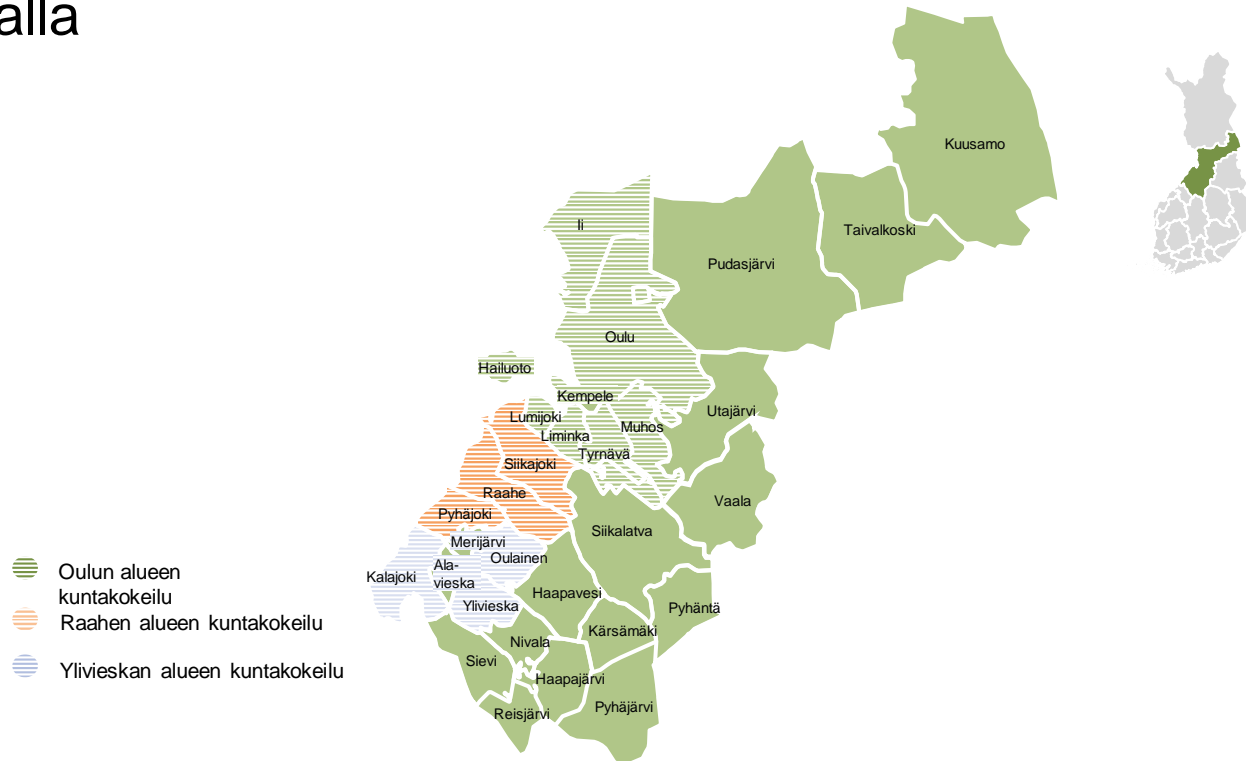 alla
Kuusamo
Taivalkoski
Ii
Pudasjärvi
Oulu
Hailuoto
Kempele
Utajärvi
Lumijoki
Muhos
Liminka
Tyrnävä
Siikajoki
Raahe
Vaala
Pyhäjoki
Siikalatva
Merijärvi
Oulainen
Ala-
vieska
Kalajoki
Haapavesi
Ylivieska
Pyhäntä
Kärsämäki
Nivala
Sievi
Haapajärvi
Pyhäjärvi
Reisjärvi
Oulun alueen
kuntakokeilu
Raahen alueen kuntakokeilu
Ylivieskan alueen kuntakokeilu